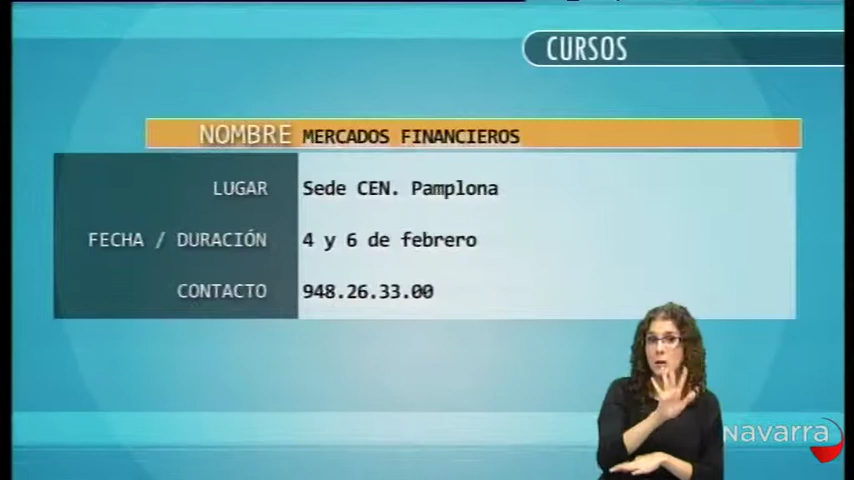 CURSOS
NOMBRE MERCADOS FINANCIEROS
LUGAR Sede CEN. Pamplona
FECHA / DURACIÓN 4 y 6 de febrero
CONTACTO 948.26.33.00
Navarra